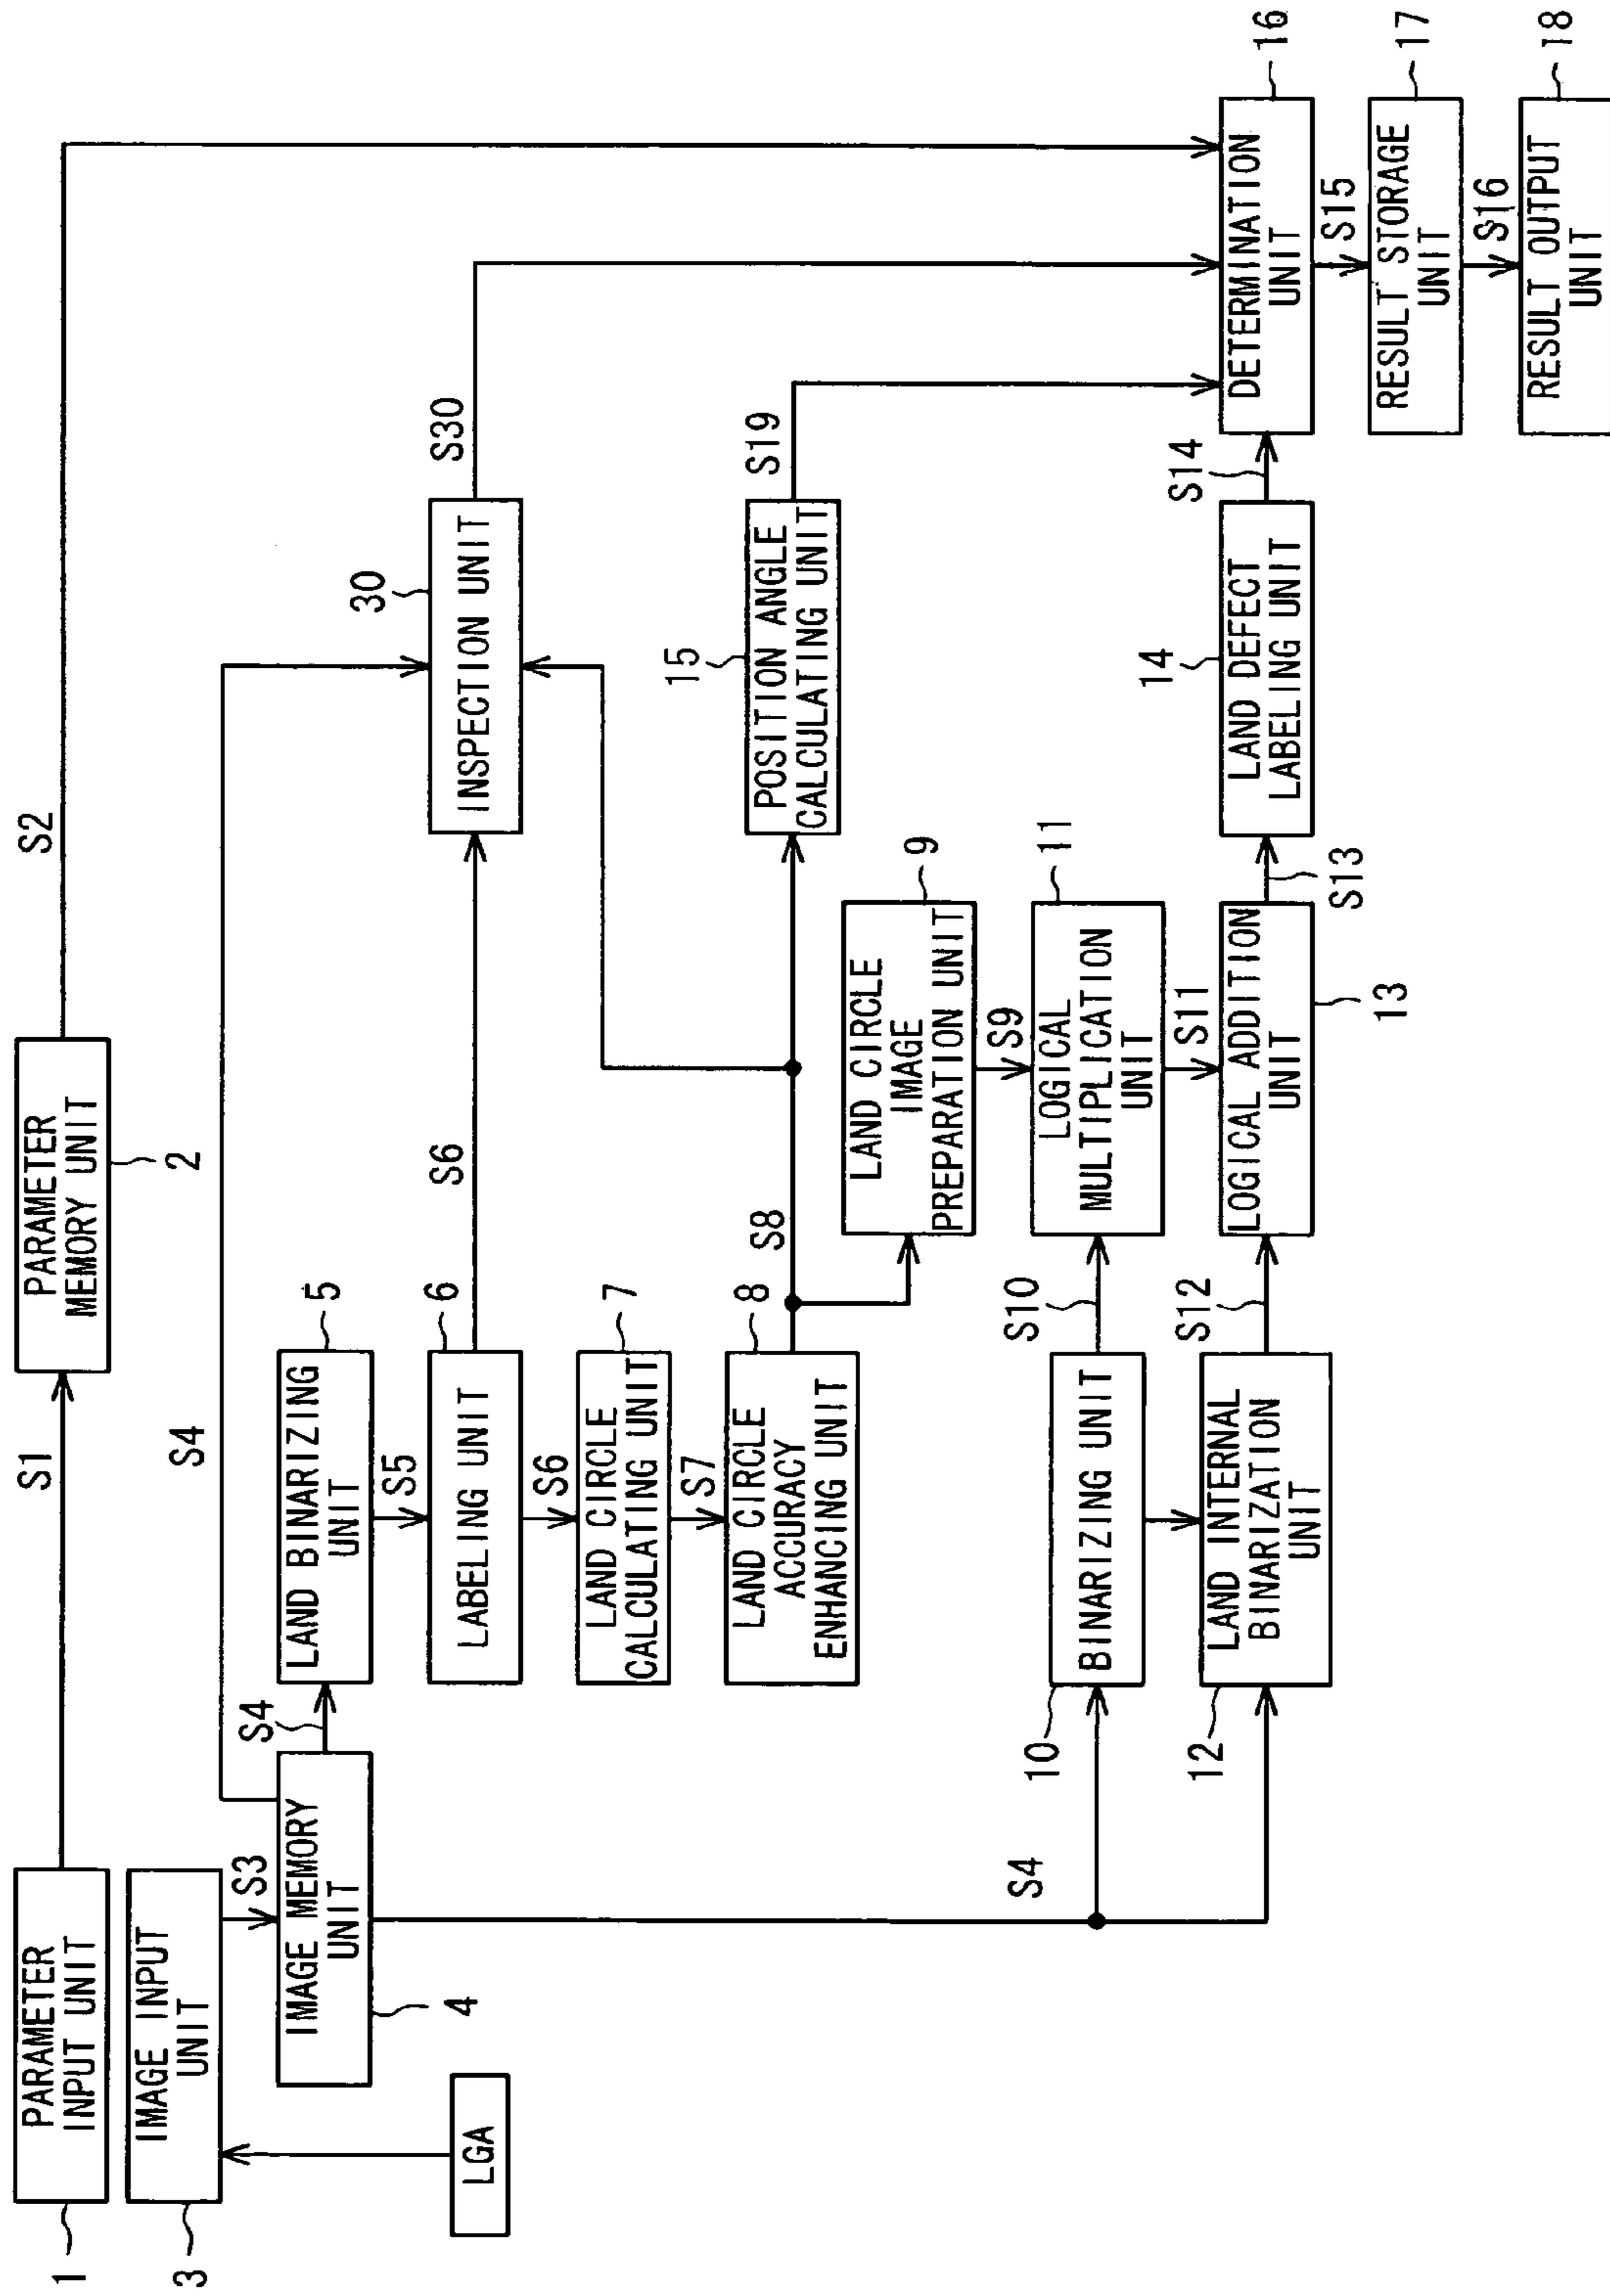 1
PARAMETER
INPUT UNIT
S1
PARAMETER
MEMORY UNIT
2
S2
3
IMAGE INPUT
UNIT
S3
LGA
IMAGE MEMORY
UNIT
4
S4
S4
S4
LAND BINARIZING
UNIT
5
S5
LABELING UNIT
6
S6
S6
LAND CIRCLE
CALCULATING UNIT
7
S7
LAND CIRCLE
ACCURACY
ENHANCING UNIT
8
S8
30
INSPECTION UNIT
S30
15
POSITION ANGLE
CALCULATING UNIT
S19
LAND CIRCLE
IMAGE
PREPARATION UNIT
9
S9
10
BINARIZING UNIT
S10
LOGICAL
MULTIPLICATION
UNIT
11
S11
12
LAND INTERNAL
BINARIZATION
UNIT
S12
LOGICAL ADDITION
UNIT
13
S13
14
LAND DEFECT
LABELING UNIT
S14
DETERMINATION
UNIT
16
S15
RESULT STORAGE
UNIT
17
S16
RESULT OUTPUT
UNIT
18